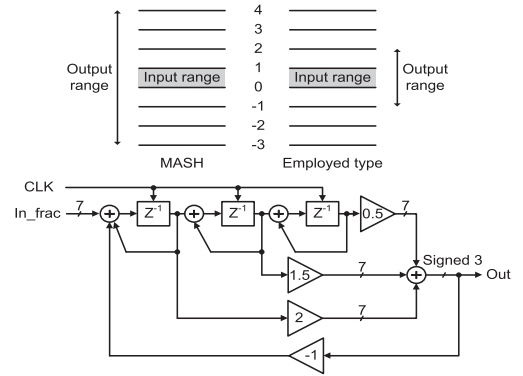 4
3
2
Output range
Input range
1
Input range
Output range
0
-1
-2
-3
MASH
Employed type
CLK
In_frac
7
+
Z-1
+
Z-1
+
Z-1
0.5
7
1.5
7
+
Signed 3
Out
2
7
-1